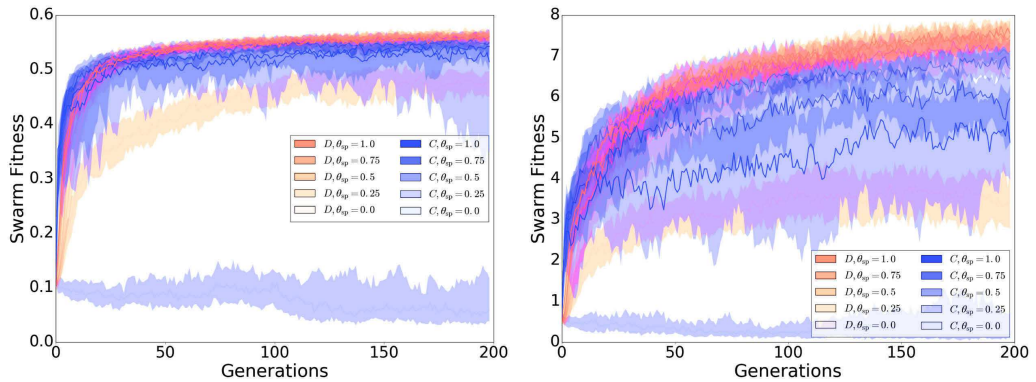 0.6
0.5
0.4
0.3
0.2
0.1
0.0
Swarm Fitness
0 50 100 150 200
Generations
D, θsp = 1.0 C, θsp = 1.0
D, θsp = 0.75 C, θsp = 0.75
D, θsp = 0.5 C, θsp = 0.5
D, θsp = 0.25 C, θsp = 0.25
D, θsp = 0.0 C, θsp = 0.0
8
7
6
5
4
3
2
1
0
Swarm Fitness
0 50 100 150 200
Generations
D, θsp = 1.0 C, θsp = 1.0
D, θsp = 0.75 C, θsp = 0.75
D, θsp = 0.5 C, θsp = 0.5
D, θsp = 0.25 C, θsp = 0.25
D, θsp = 0.0 C, θsp = 0.0